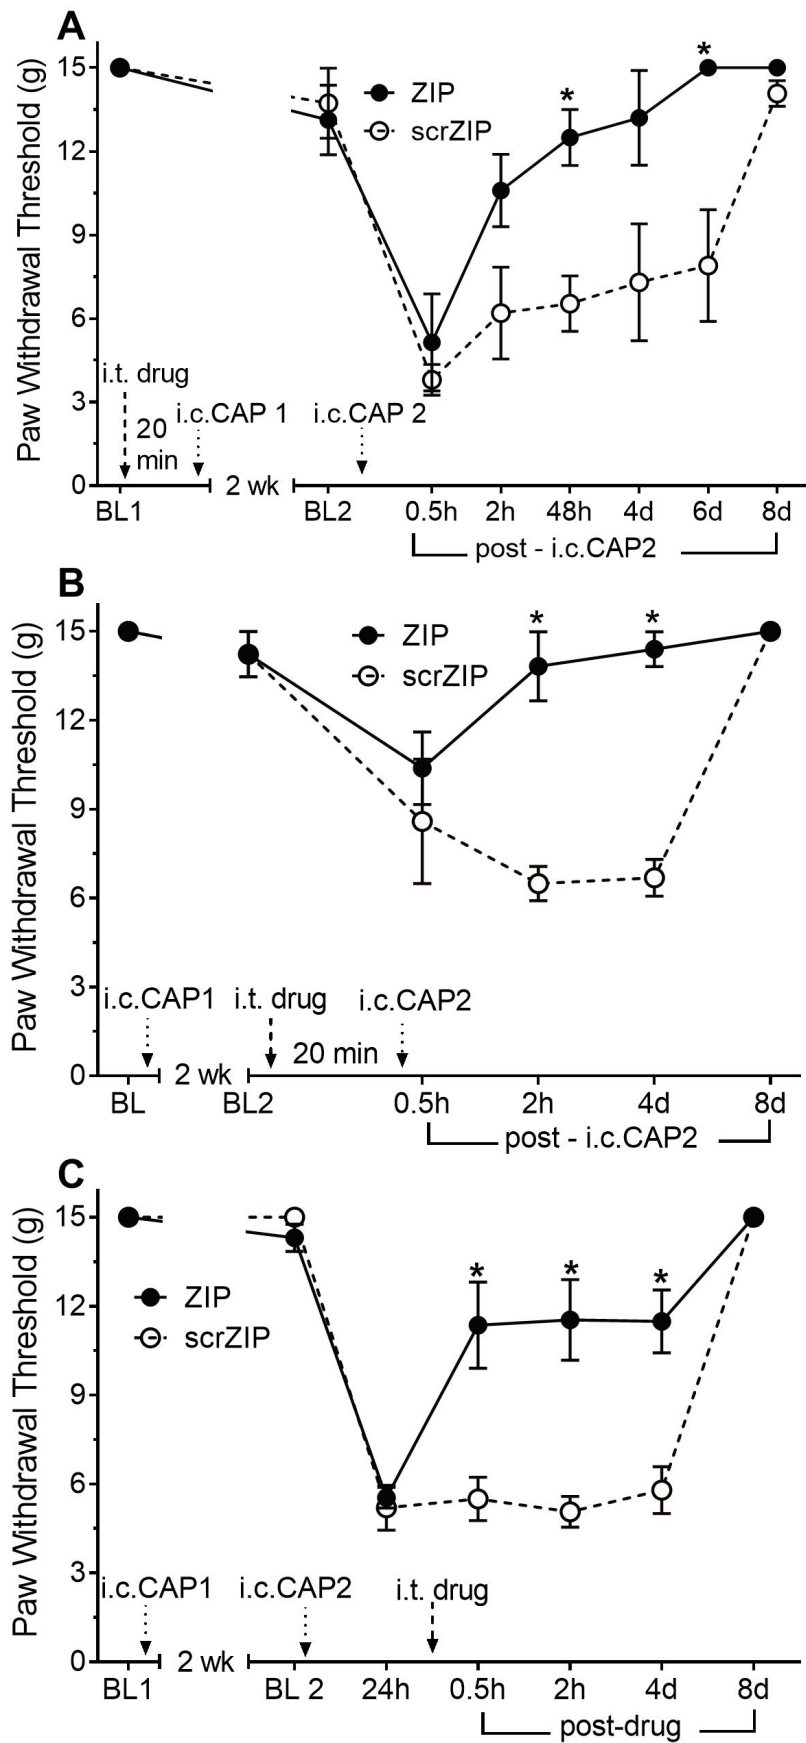 A
Paw Withdrawal Threshold (g)
15
12
9
6
3
0
ZIP
scrZIP
*
*
i.t. drug
20
min
i.c.CAP 1
i.c.CAP 2
2 wk
BL1
BL2
0.5h
2h
48h
4d
6d
8d
post - i.c.CAP2
B
Paw Withdrawal Threshold (g)
15
12
9
6
3
0
ZIP
scrZIP
*
*
i.c.CAP1
i.t. drug
i.c.CAP2
20 min
2 wk
BL
BL2
0.5h
2h
4d
8d
post - i.c.CAP2
C
Paw Withdrawal Threshold (g)
15
12
9
6
3
0
ZIP
scrZIP
*
*
*
i.c.CAP1
i.c.CAP2
i.t. drug
2 wk
BL1
BL 2
24h
0.5h
2h
4d
8d
post-drug